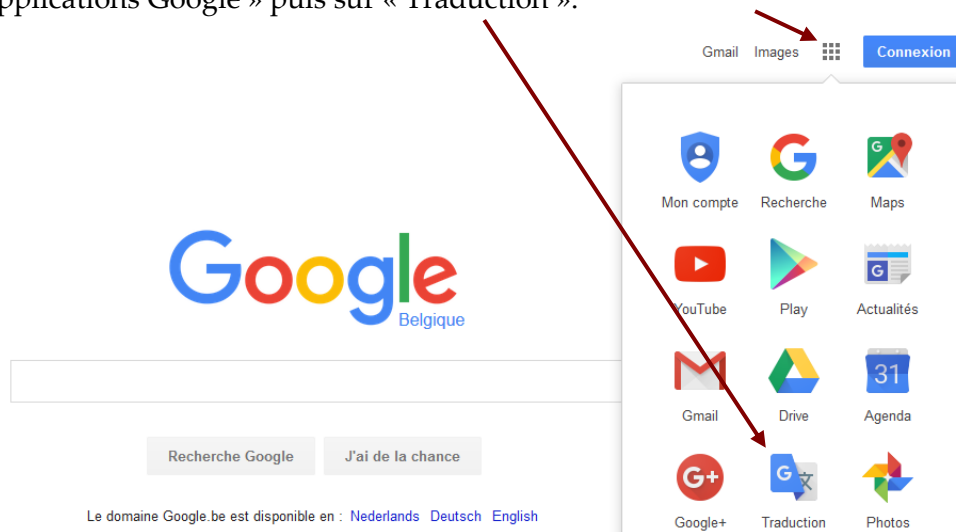 pplications Google » puis sur « Traduction ».
Gmail Images Connexion
Mon compte Recherche Maps
YouTube Play Actualités
Gmail Drive Agenda
Google+ Traduction Photos
G
G
31
G+
G 文
Google
Belgique
Recherche Google J'ai de la chance
Le domaine Google.be est disponible en : Nederlands Deutsch English